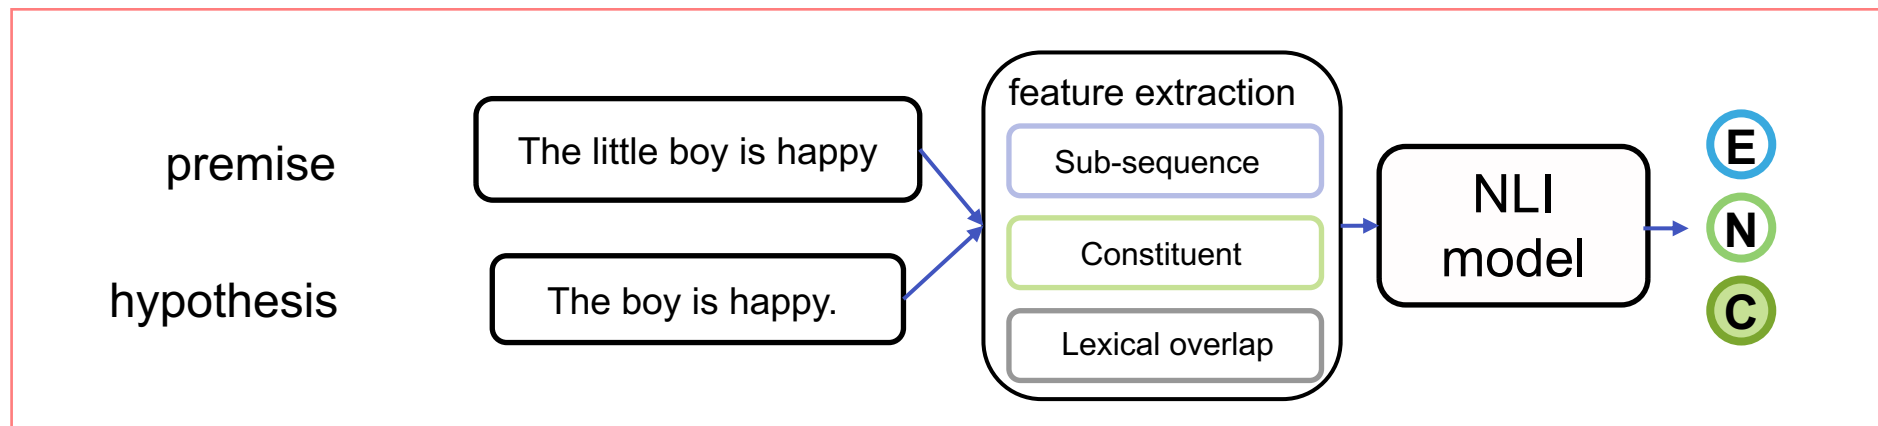 premise
The little boy is happy
hypothesis
The boy is happy.
feature extraction
Sub-sequence
Constituent
Lexical overlap
NLI
model
E
N
C